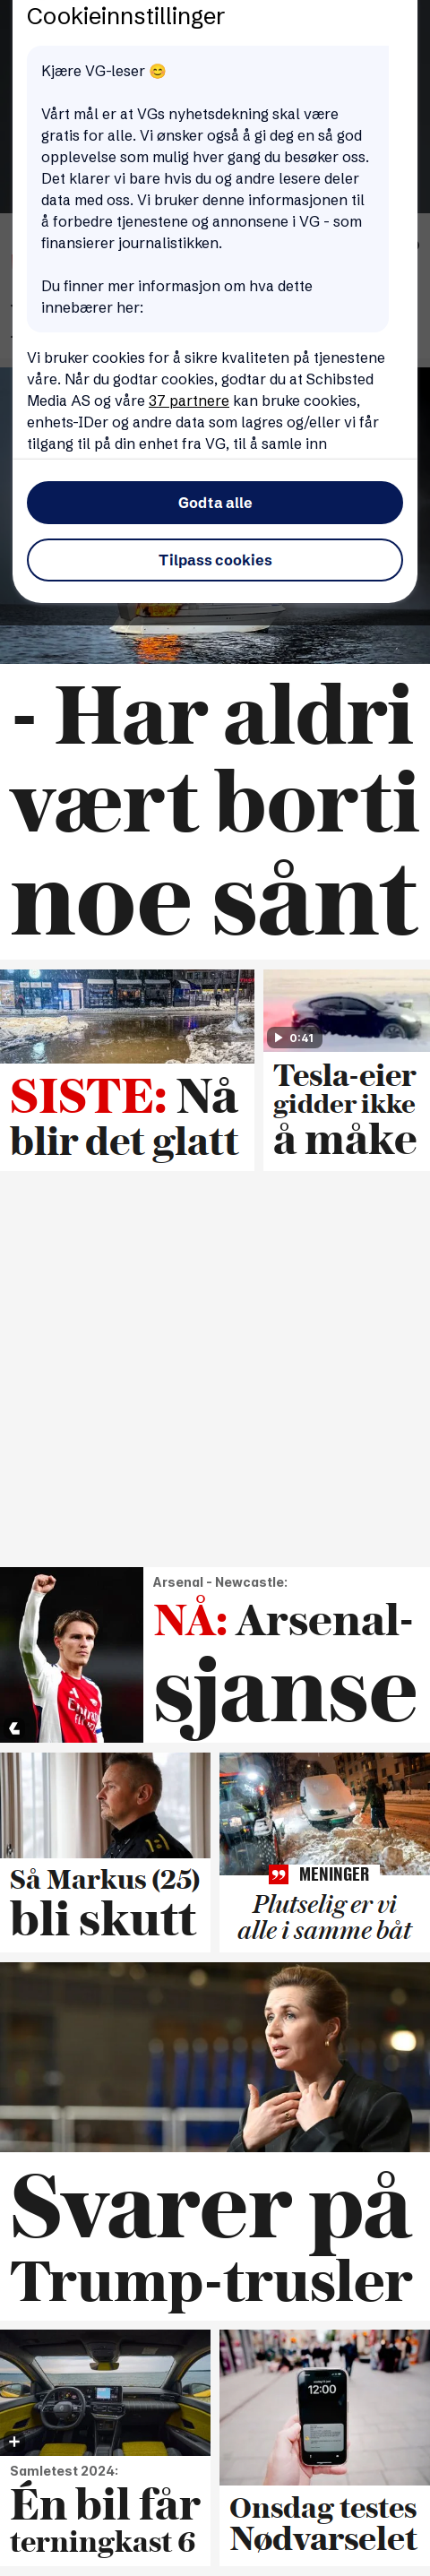 Cookieinnstillinger
Kjære VG-leser 😊
Vårt mål er at VGs nyhetsdekning skal være
gratis for alle. Vi ønsker også å gi deg en så god
opplevelse som mulig hver gang du besøker oss.
Det klarer vi bare hvis du og andre lesere deler
data med oss. Vi bruker denne informasjonen til
å forbedre tjenestene og annonsene i VG - som
finansierer journalistikken.
Du finner mer informasjon om hva dette
innebærer her:
Vi bruker cookies for å sikre kvaliteten på tjenestene
våre. Når du godtar cookies, godtar du at Schibsted
Media AS og våre 37 partnere kan bruke cookies,
enhets-IDer og andre data som lagres og/eller vi får
tilgang til på din enhet fra VG, til å samle inn
Godta alle
Tilpass cookies
- Har aldri
vært borti
noe sånt
SISTE: Nå
blir det glatt
0:41
Tesla-eier
gidder ikke
å måke
Arsenal - Newcastle:
NÅ: Arsenal-
sjanse
Så Markus (25)
bli skutt
MENINGER
Plutselig er vi
alle i samme båt
Svarer på
Trump-trusler
Samletest 2024:
Én bil får
terningkast 6
12:00
Onsdag testes
Nødvarselet